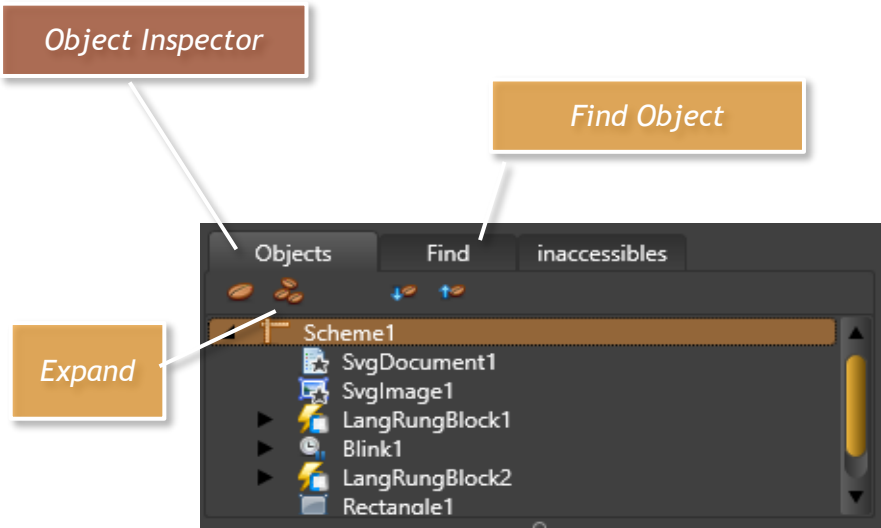 Object Inspector
Find Object
Objects Find inaccessibles
Scheme1
SvgDocument1
SvgImage1
Expand
LangRungBlock1
Blink1
LangRungBlock2
Rectangle1